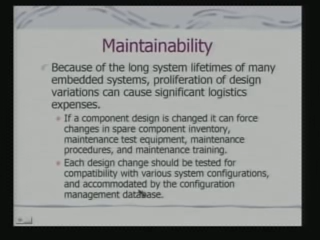 Maintainability
Because of the long system lifetimes of many
embedded systems, proliferation of design
variations can cause significant logistics
expenses.
If a component design is changed it can force
changes in spare component inventory,
maintenance test equipment, maintenance
procedures, and maintenance training.
Each design change should be tested for
compatibility with various system configurations,
and accommodated by the configuration
management database.